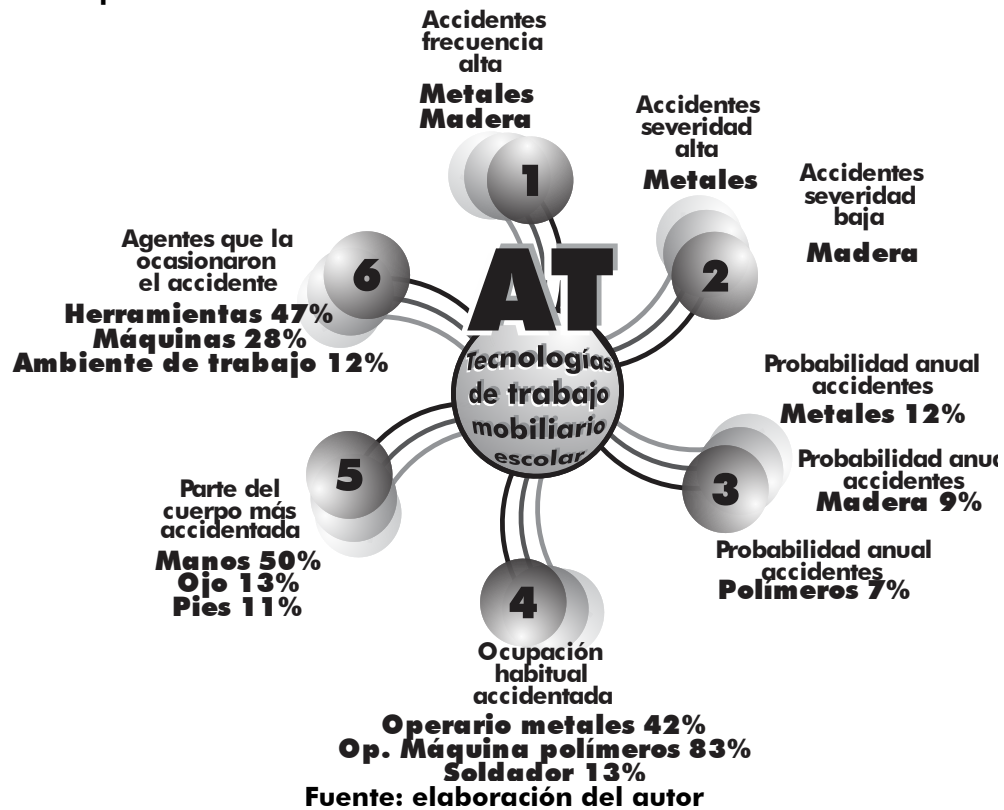 Accidentes
frecuencia
alta
Metales
Madera
1
Accidentes
severidad
alta
Metales
Accidentes
severidad
baja
Madera
2
AT
Tecnologías
de trabajo
mobiliario
escolar
Probabilidad anual
accidentes
Metales 12%
Probabilidad
accidentes
Madera 9%
Probabilidad anual
accidentes
Polímeros 7%
3
4
Ocupación
habitual
accidentada
Operario metales 42%
Op. Máquina polímeros 83%
Soldador 13%
5
Parte del
cuerpo más
accidentada
Manos 50%
Ojo 13%
Pies 11%
6
Agentes que la
ocasionaron
el accidente
Herramientas 47%
Máquinas 28%
Ambiente de trabajo 12%
Fuente: elaboración del autor